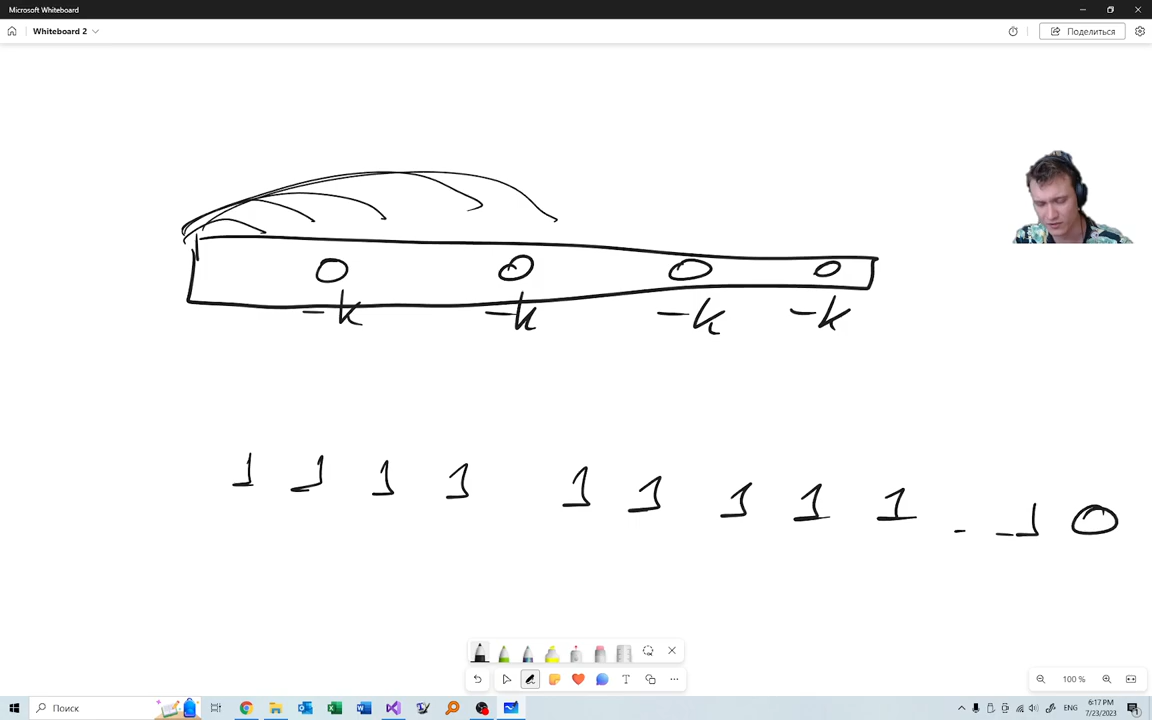 Microsoft Whiteboard
Whiteboard 2
Поделиться
0 0 0 0
-k -k -k -k
1 1 1 1 1 1 1 1 1 . . 1 0
100 %
Поиск
ENG
6:17 PM
7/23/2023